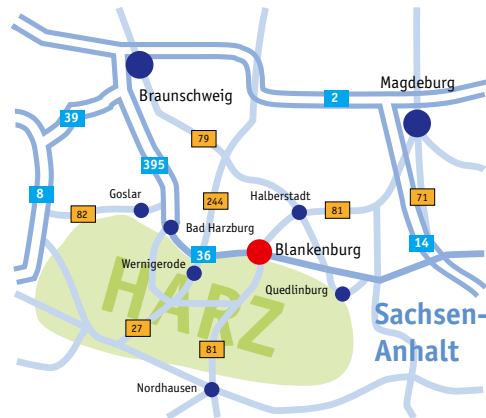 Magdeburg
Braunschweig
2
39
79
395
8
Goslar
244
Halberstadt
71
82
81
Bad Harzburg
14
36
Blankenburg
Wernigerode
HARZ
Quedlinburg
Sachsen-
Anhalt
27
81
Nordhausen